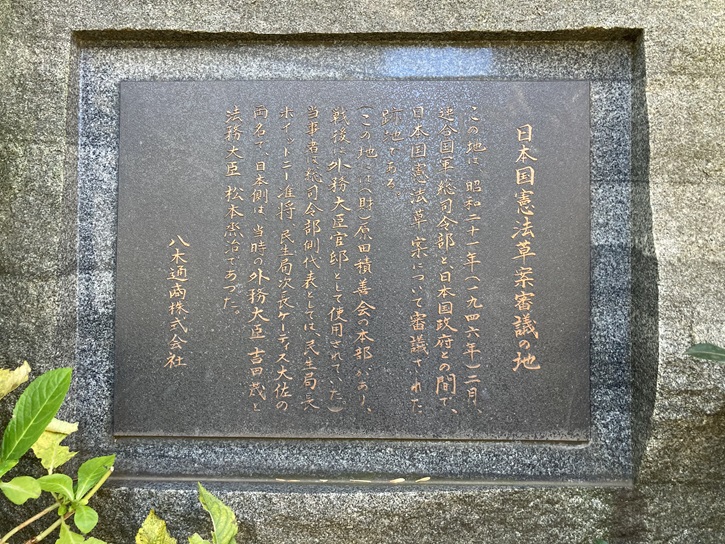 日本国憲法草案審議の地
この地は、昭和二十一年(一九四六年)二月、
連合国軍総司令部と日本国政府との間で、
日本国憲法草案について審議された
跡地である。
(この地には(財)原田積善会の本部があり、
戦後は外務大臣官邸として使用されていた)
当事者は、総司令部側代表としては、民生局長
ホイットニー准将、民生局次長ケーディス大佐の
両名で、日本側は、当時の外務大臣 吉田茂と
法務大臣 松本烝治であった。
八木通商株式会社